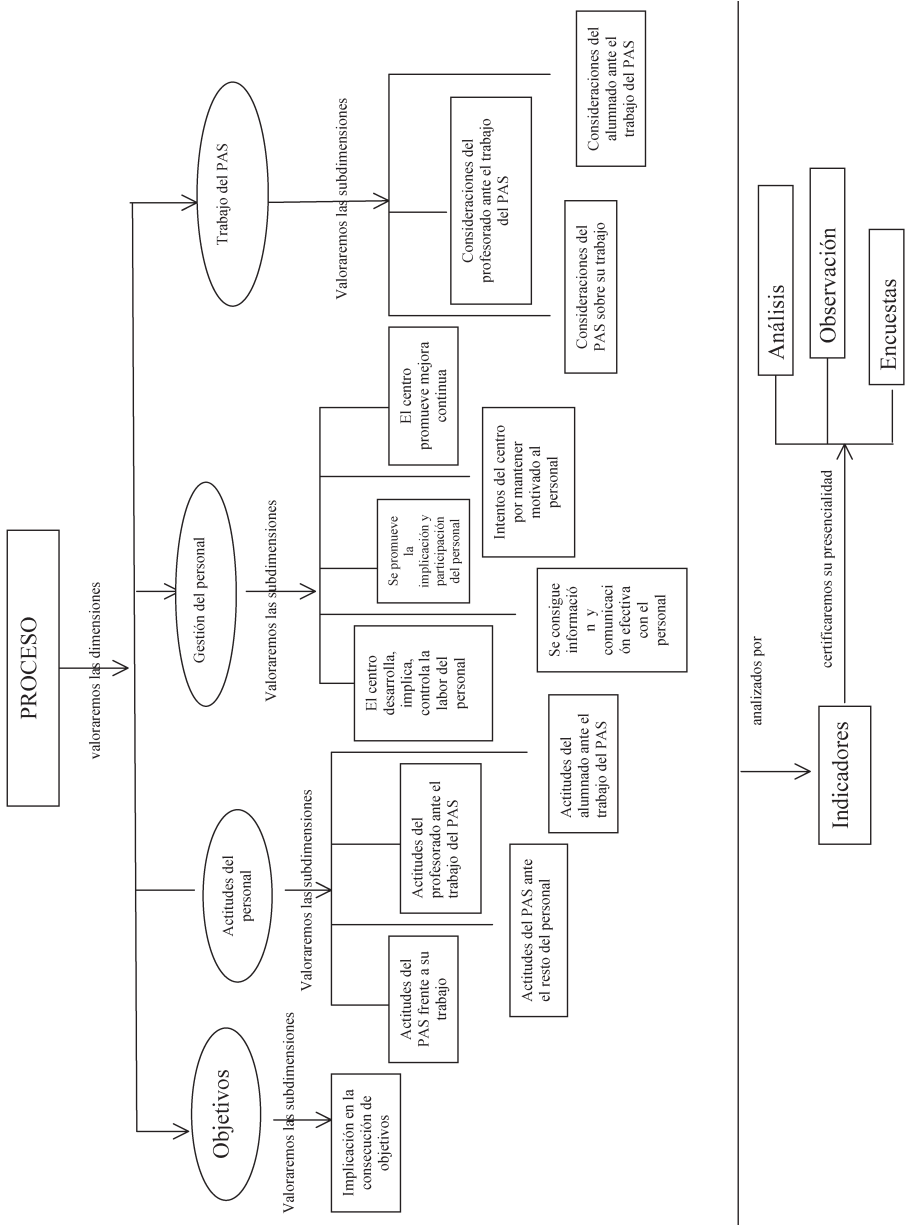 PROCESO
valoraremos las dimensiones
Objetivos
Actitudes del
personal
Gestión del personal
Trabajo del PAS
Valoraremos las subdimensiones
Valoraremos las subdimensiones
Valoraremos las subdimensiones
Valoraremos las subdimensiones
Implicación en la
consecución de
objetivos
Actitudes del
PAS frente a su
trabajo
Actitudes del PAS ante
el resto del personal
Actitudes del
profesorado ante el
trabajo del PAS
Actitudes del
alumnado ante el
trabajo del PAS
El centro
desarrolla,
implica,
controla la
labor del
personal
Se consigue
informació
n y
comunicaci
ón efectiva
con el
personal
Se promueve
la
implicación y
participación
del personal
Intentos del centro
por mantener
motivado al
personal
El centro
promueve mejora
continua
Consideraciones del
PAS sobre su trabajo
Consideraciones del
profesorado ante el trabajo
del PAS
Consideraciones del
alumnado ante el
trabajo del PAS
analizados por
Indicadores
certificaremos su presencialidad
Análisis
Observación
Encuestas